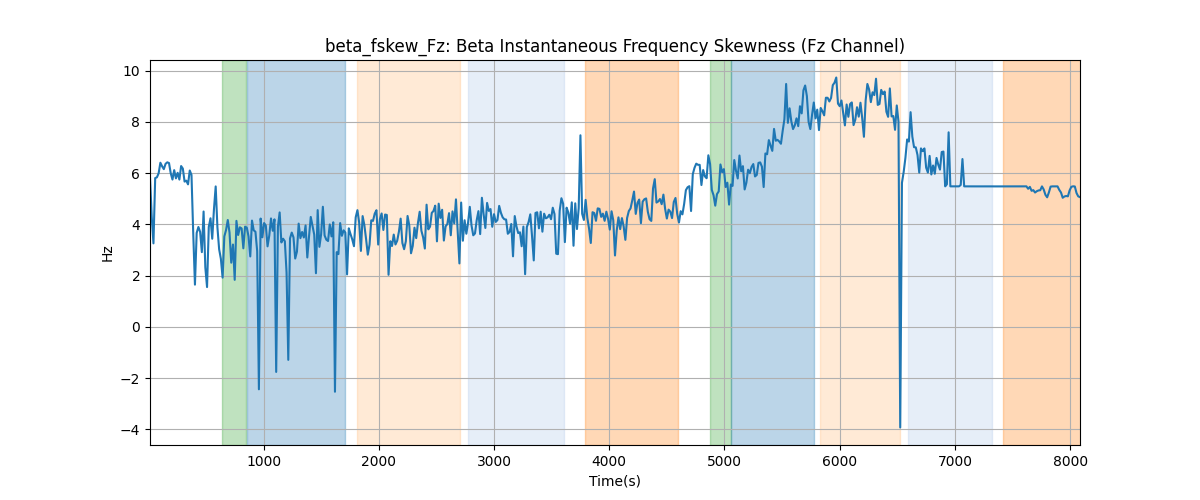 beta_fskew_Fz: Beta Instantaneous Frequency Skewness (Fz Channel)
10
8
6
4
2
0
−2
−4
Hz
1000 2000 3000 4000 5000 6000 7000 8000
Time(s)